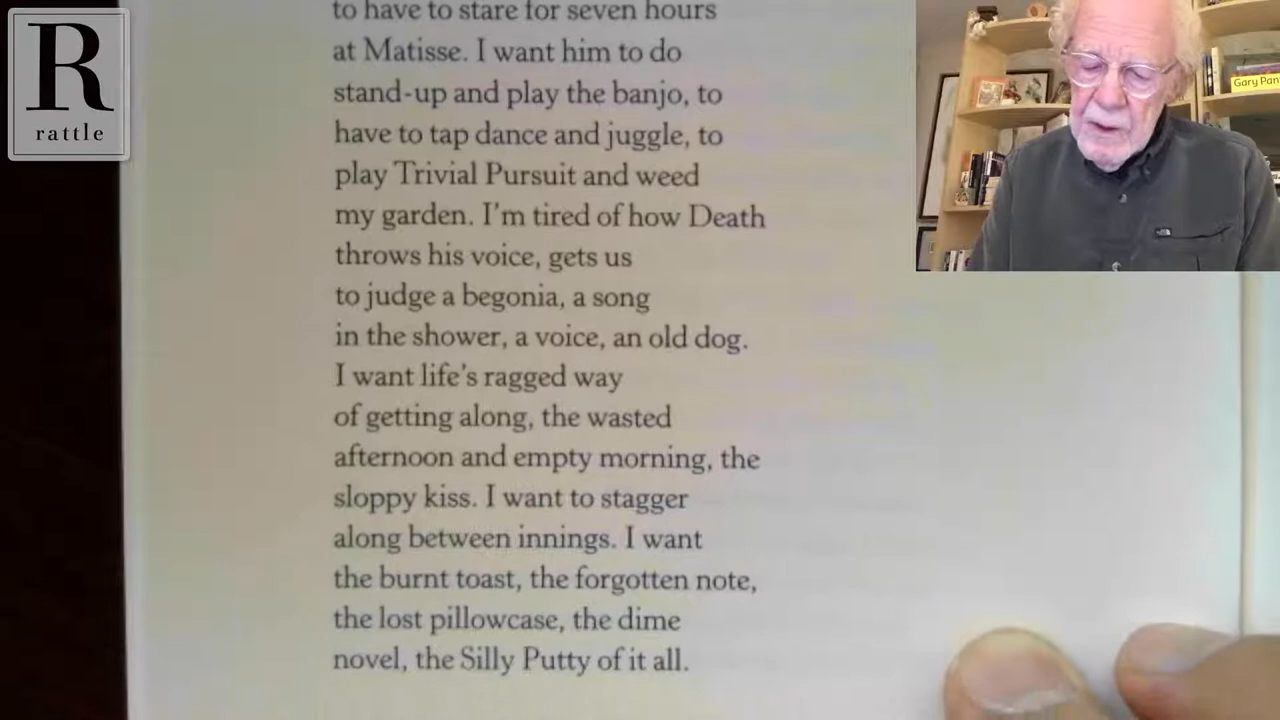 R
rattle
to have to stare for seven hours
at Matisse. I want him to do
stand-up and play the banjo, to
have to tap dance and juggle, to
play Trivial Pursuit and weed
my garden. I'm tired of how Death
throws his voice, gets us
to judge a begonia, a song
in the shower, a voice, an old dog.
I want life's ragged way
of getting along, the wasted
afternoon and empty morning, the
sloppy kiss. I want to stagger
along between innings. I want
the burnt toast, the forgotten note,
the lost pillowcase, the dime
novel, the Silly Putty of it all.
Gary Pan